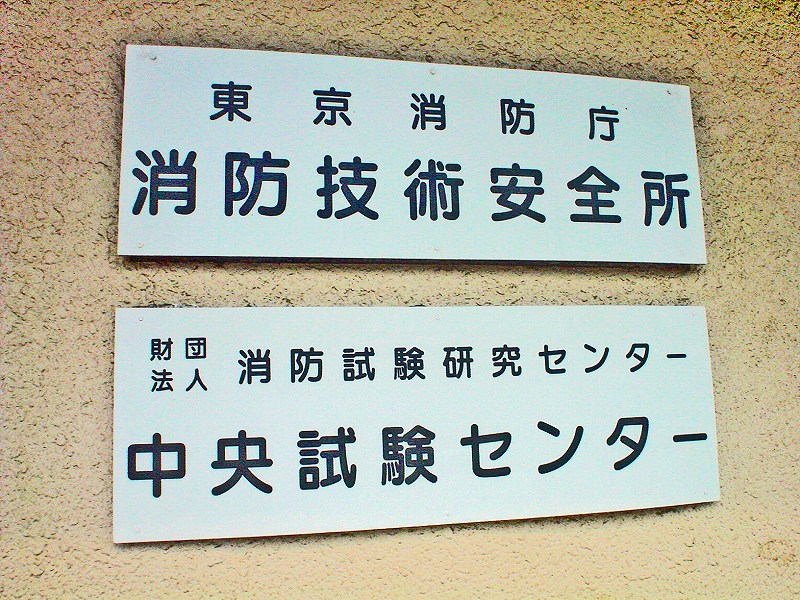 東京消防庁
消防技術安全所
財団法人 消防試験研究センター
中央試験センター